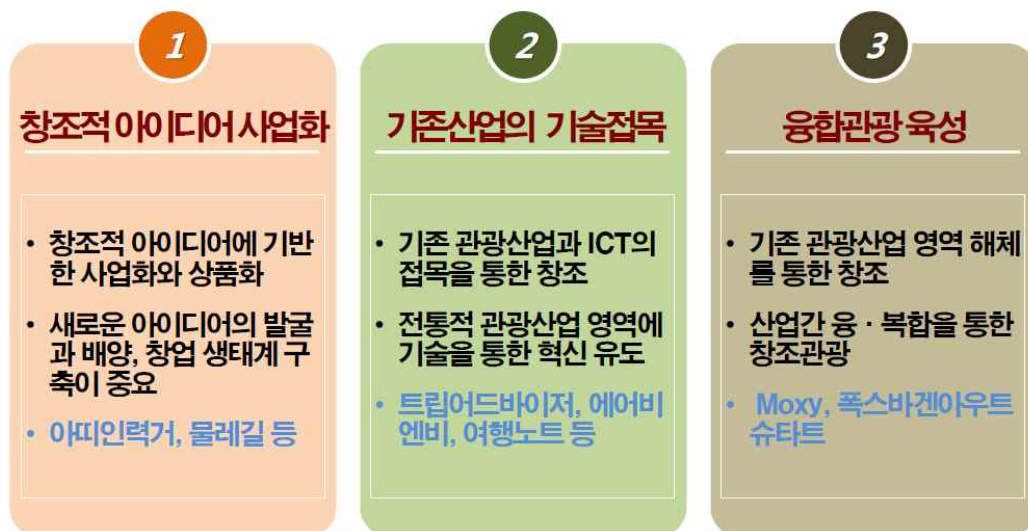 1
창조적 아이디어 사업화
• 창조적 아이디어에 기반
한 사업화와 상품화
• 새로운 아이디어의 발굴
과 배양, 창업 생태계 구
축이 중요
• 아띠인력거, 물레길 등
2
기존산업의 기술접목
• 기존 관광산업과 ICT의
접목을 통한 창조
• 전통적 관광산업 영역에
기술을 통한 혁신 유도
• 트립어드바이저, 에어비
엔비, 여행노트 등
3
융합관광 육성
• 기존 관광산업 영역 해체
를 통한 창조
• 산업간 융 · 복합을 통한
창조관광
• Moxy, 폭스바겐아우트
슈타트